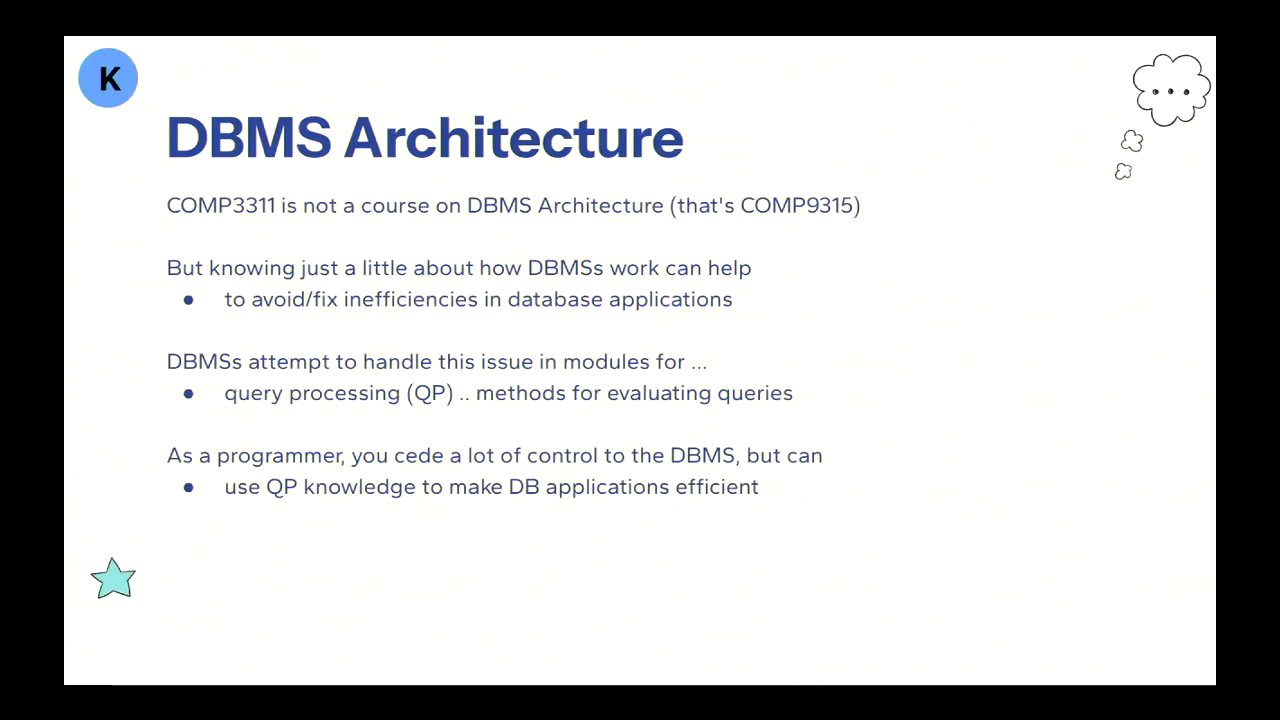 K
DBMS Architecture
COMP3311 is not a course on DBMS Architecture (that's COMP9315)
But knowing just a little about how DBMSs work can help
● to avoid/fix inefficiencies in database applications
DBMSs attempt to handle this issue in modules for ...
● query processing (QP) .. methods for evaluating queries
As a programmer, you cede a lot of control to the DBMS, but can
● use QP knowledge to make DB applications efficient